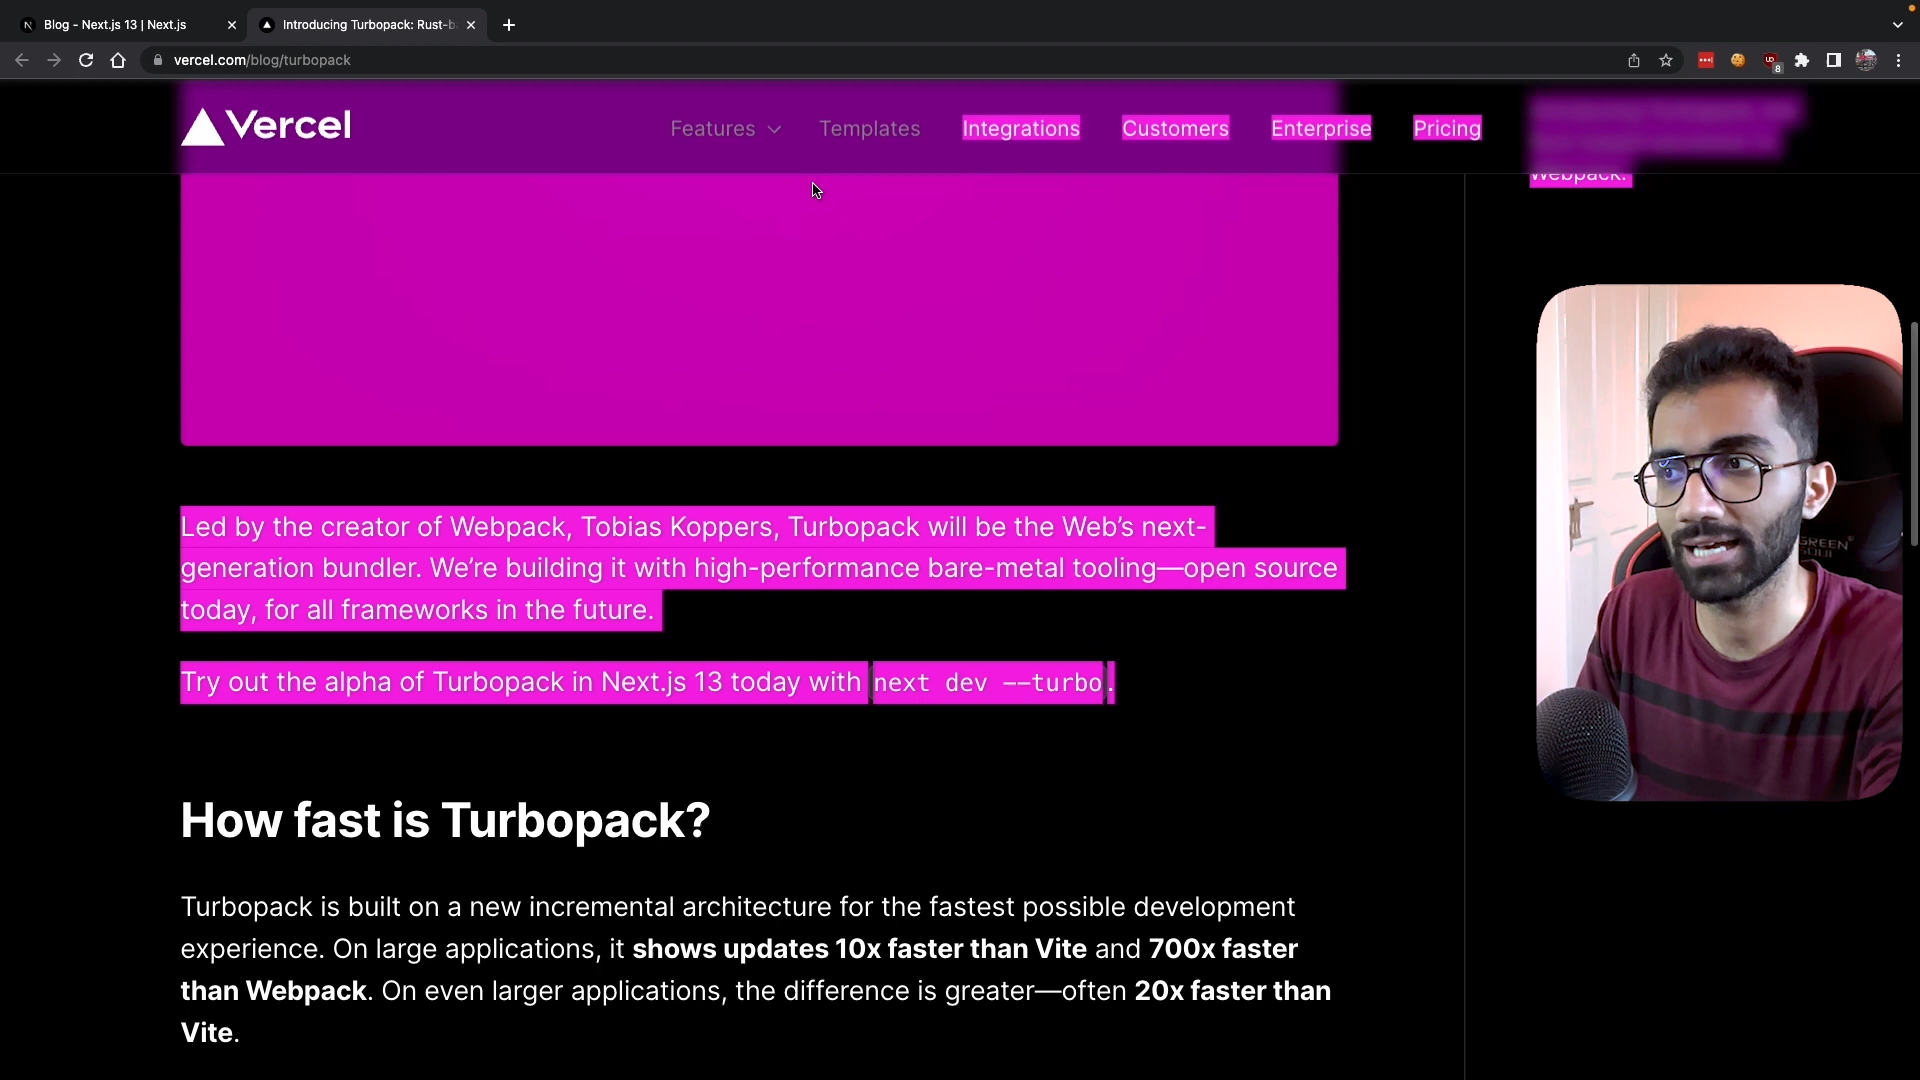 Blog - Next.js 13 | Next.js
Introducing Turbopack: Rust-b
vercel.com/blog/turbopack
8
Vercel
Features
Templates
Integrations
Customers
Enterprise
Pricing
Webpack.
Led by the creator of Webpack, Tobias Koppers, Turbopack will be the Web’s next-
generation bundler. We’re building it with high-performance bare-metal tooling—open source
today, for all frameworks in the future.
Try out the alpha of Turbopack in Next.js 13 today with next dev --turbo.
GREEN
SOUL
How fast is Turbopack?
Turbopack is built on a new incremental architecture for the fastest possible development
experience. On large applications, it shows updates 10x faster than Vite and 700x faster
than Webpack. On even larger applications, the difference is greater—often 20x faster than
Vite.